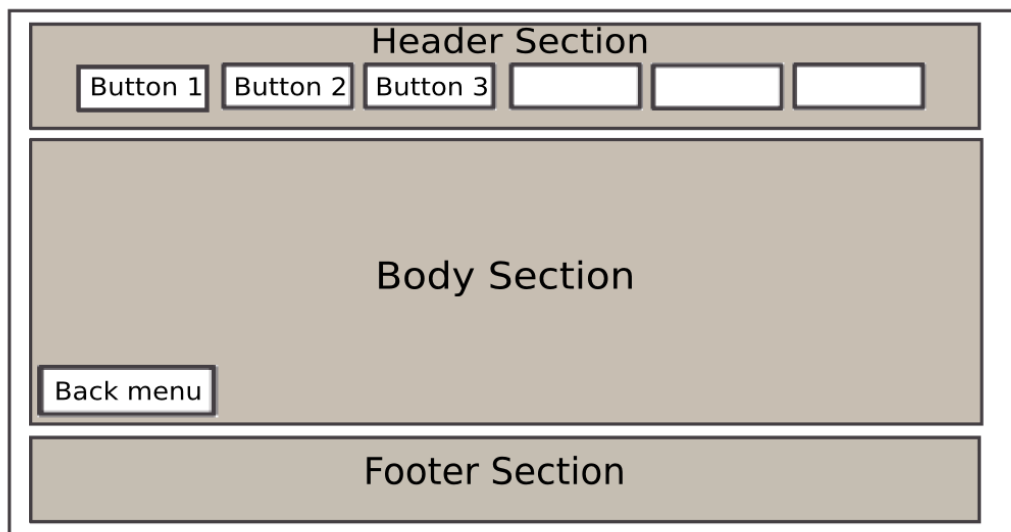 Header Section
Button 1 Button 2 Button 3
Body Section
Back menu
Footer Section